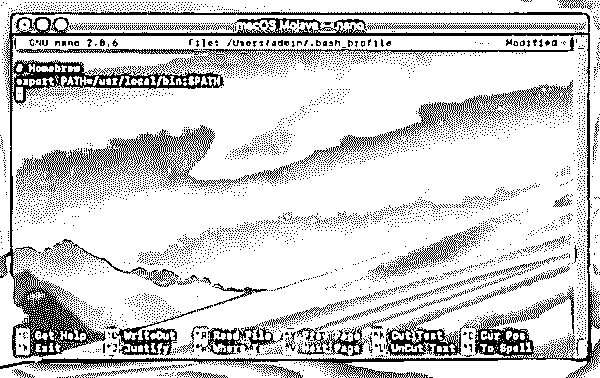 macOS Mojave — nano
GNU nano 2.0.6 File: /Users/admin/.bash_profile Modified
# Homebrew
export PATH=/usr/local/bin:$PATH
^G Get Help ^O WriteOut ^R Read File ^Y Prev Page ^K Cut Text ^C Cur Pos
^X Exit ^J Justify ^W Where Is ^V Next Page ^U UnCut Text ^T To Spell